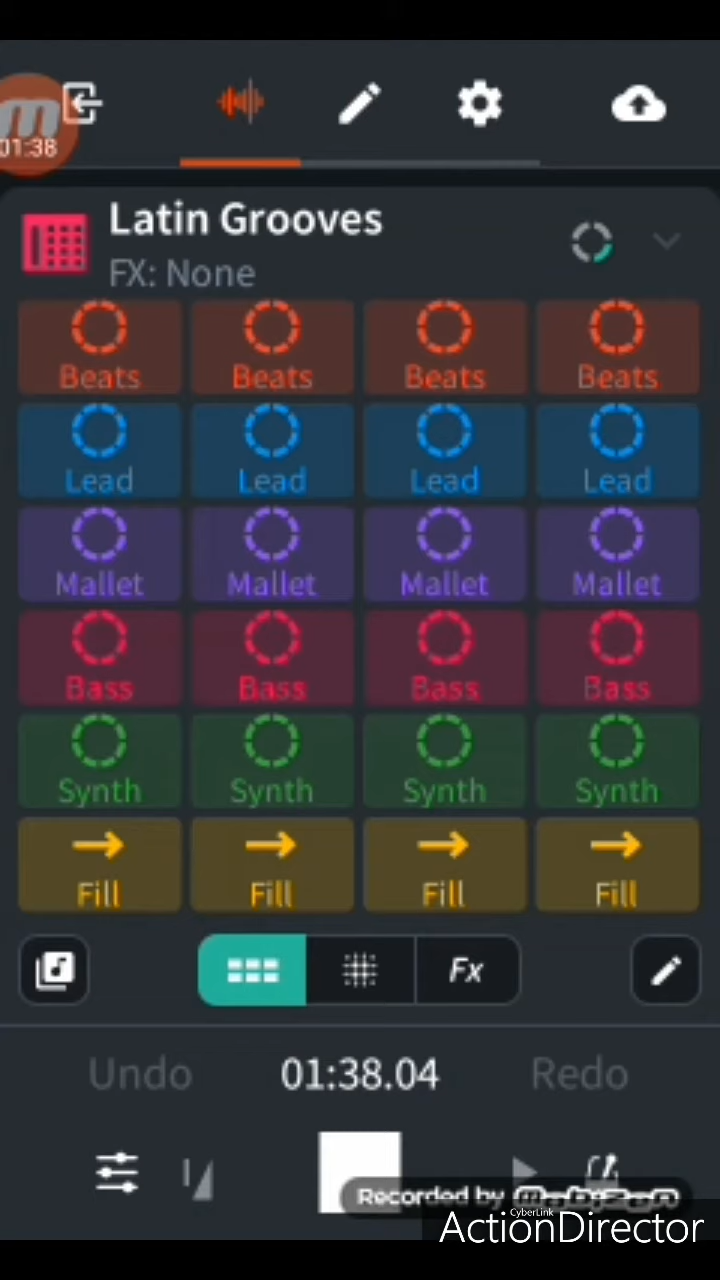 m
01:38
Latin Grooves
FX: None
Beats Beats Beats Beats
Lead Lead Lead Lead
Mallet Mallet Mallet Mallet
Bass Bass Bass Bass
Synth Synth Synth Synth
Fill Fill Fill Fill
Fx
Undo 01:38.04 Redo
Recorded by
CyberLink
ActionDirector